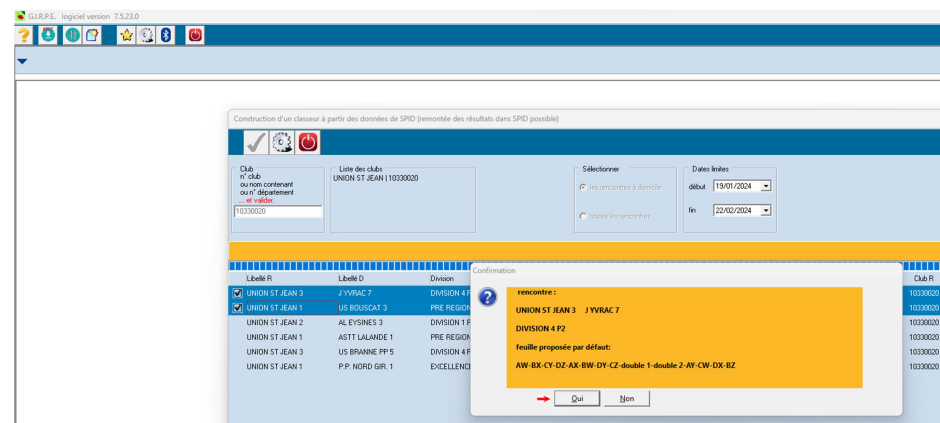 G.I.R.P.E. logiciel version 7.5.23.0
Construction d'un classeur à partir des données de SPID (remontée des résultats dans SPID possible)
Club
n° club
ou nom contenant
ou n° département
... et valider.
10330020
Liste des clubs
UNION ST JEAN | 10330020
Sélectionner
les rencontres à domicile
toutes les rencontres
Dates limites
début 19/01/2024
fin 22/02/2024
Libellé R Libellé D Division Club R
UNION ST JEAN 3 J YVRAC 7 DIVISION 4 P 10330020
UNION ST JEAN 1 US BOUSCAT 3 PRE REGION 10330020
UNION ST JEAN 2 AL EYSINES 3 DIVISION 1 P 10330020
UNION ST JEAN 1 ASTT LALANDE 1 PRE REGION 10330020
UNION ST JEAN 3 US BRANNE PP 5 DIVISION 4 P 10330020
UNION ST JEAN 1 P.P. NORD GIR. 1 EXCELLENC 10330020
Confirmation
rencontre :
UNION ST JEAN 3 J YVRAC 7
DIVISION 4 P2
feuille proposée par défaut:
AW-BX-CY-DZ-AX-BW-DY-CZ-double 1-double 2-AY-CW-DX-BZ
Oui Non